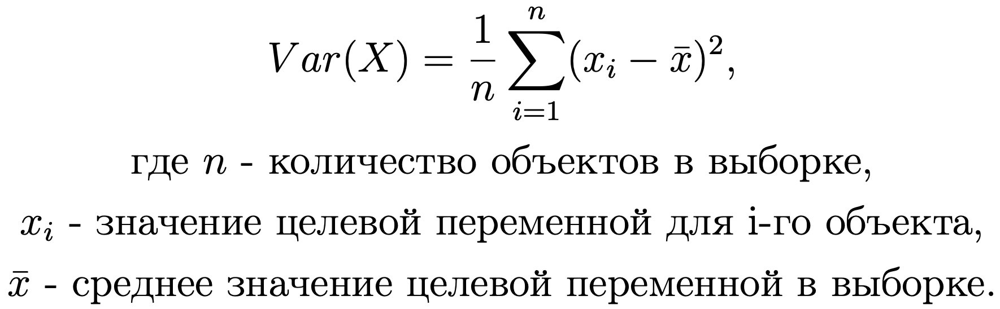 $Var(X) = \frac{1}{n} \sum_{i=1}^{n} (x_i - \bar{x})^2,$
где $n$ - количество объектов в выборке,
$x_i$ - значение целевой переменной для i-го объекта,
$\bar{x}$ - среднее значение целевой переменной в выборке.